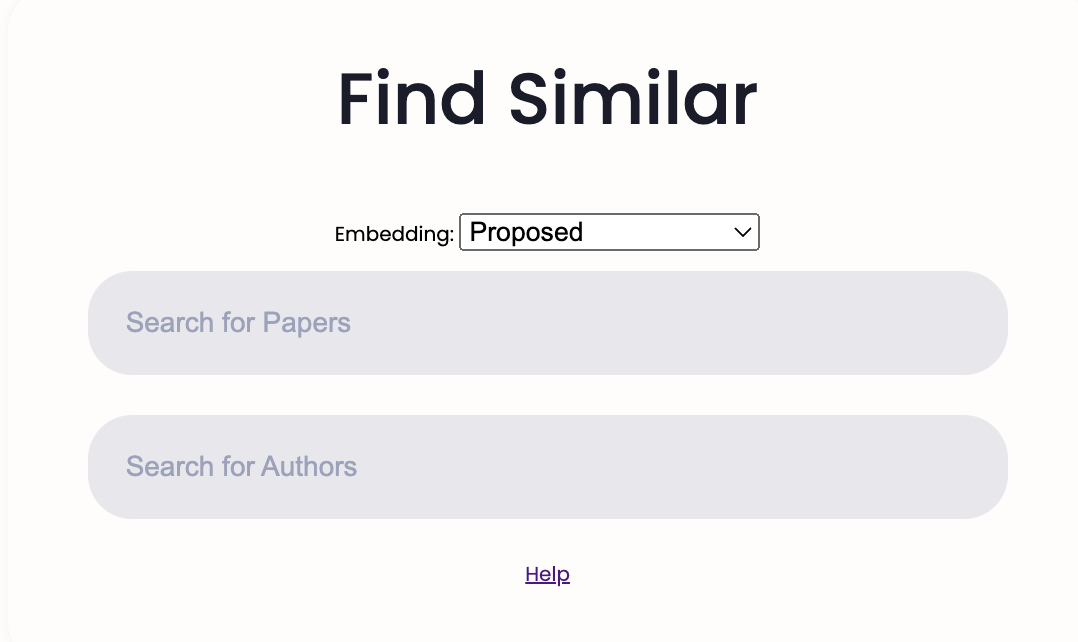 Find Similar
Embedding: Proposed
Search for Papers
Search for Authors
Help